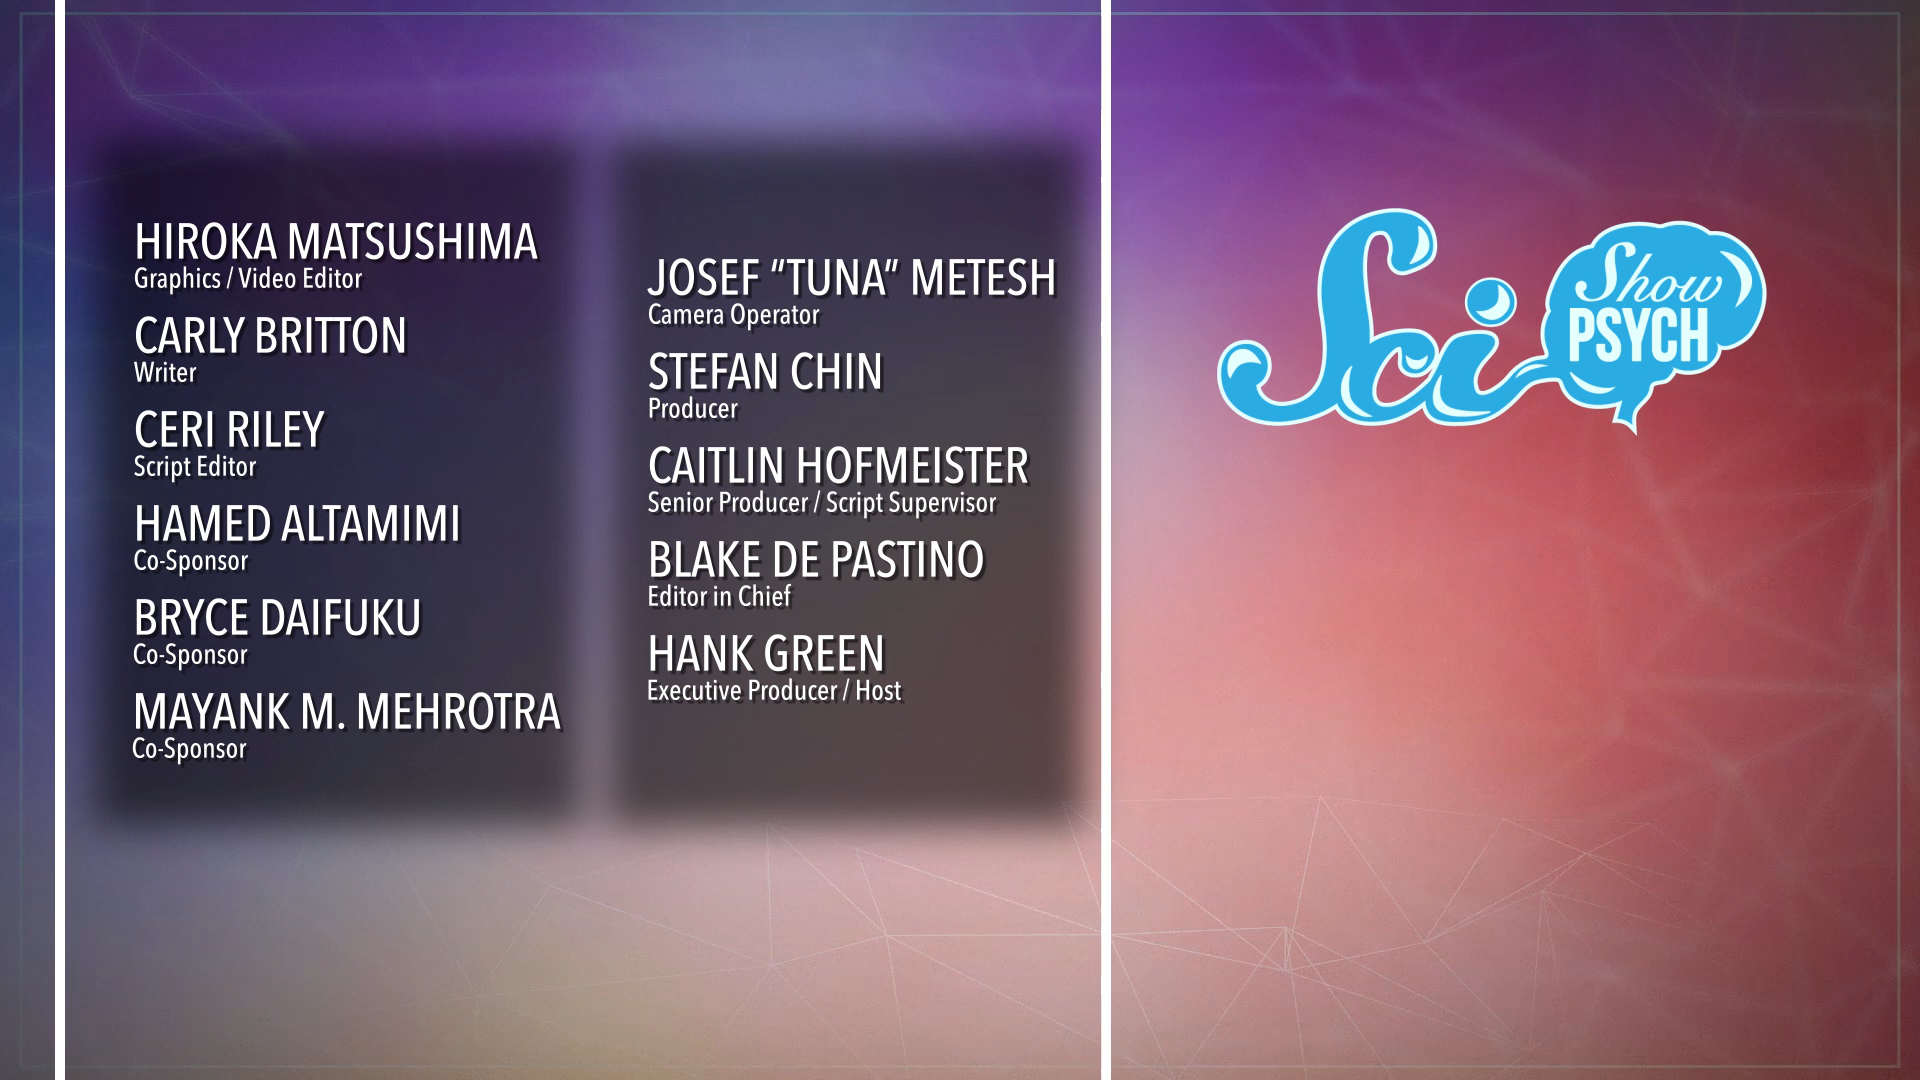 HIROKA MATSUSHIMA
Graphics / Video Editor
CARLY BRITTON
Writer
CERI RILEY
Script Editor
HAMED ALTAMIMI
Co-Sponsor
BRYCE DAIFUKU
Co-Sponsor
MAYANK M. MEHROTRA
Co-Sponsor
JOSEF “TUNA” METESH
Camera Operator
STEFAN CHIN
Producer
CAITLIN HOFMEISTER
Senior Producer / Script Supervisor
BLAKE DE PASTINO
Editor in Chief
HANK GREEN
Executive Producer / Host
Sci
Show
PSYCH